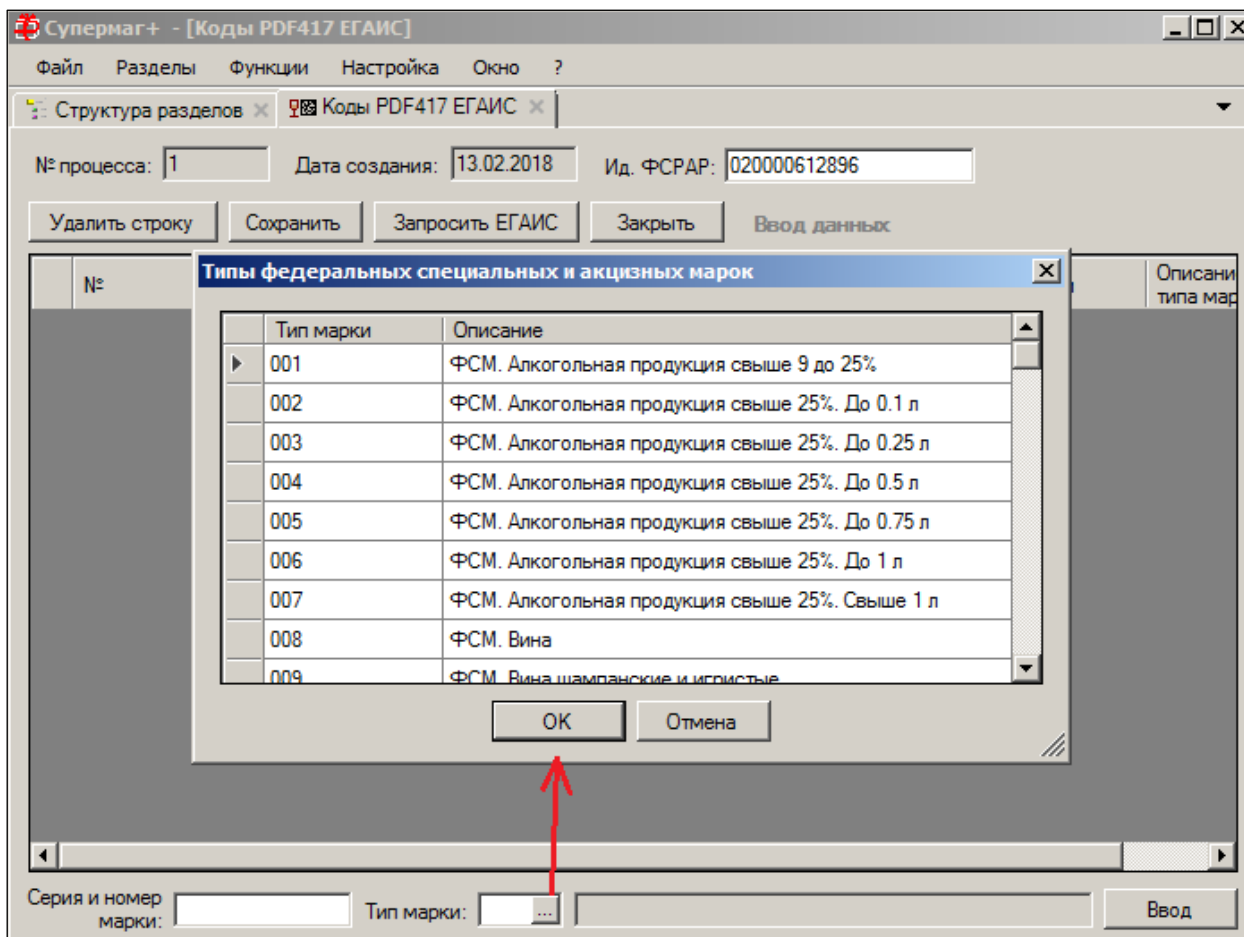 Супермаг+ - [Коды PDF417 ЕГАИС]
Файл Разделы Функции Настройка Окно ?
Структура разделов Коды PDF417 ЕГАИС
№ процесса: 1 Дата создания: 13.02.2018 Ид. ФСРАР: 020000612896
Удалить строку Сохранить Запросить ЕГАИС Закрыть Ввод данных
Типы федеральных специальных и акцизных марок
№ Описани
типа мар
Тип марки Описание
001 ФСМ. Алкогольная продукция свыше 9 до 25%
002 ФСМ. Алкогольная продукция свыше 25%. До 0.1 л
003 ФСМ. Алкогольная продукция свыше 25%. До 0.25 л
004 ФСМ. Алкогольная продукция свыше 25%. До 0.5 л
005 ФСМ. Алкогольная продукция свыше 25%. До 0.75 л
006 ФСМ. Алкогольная продукция свыше 25%. До 1 л
007 ФСМ. Алкогольная продукция свыше 25%. Свыше 1 л
008 ФСМ. Вина
009 ФСМ. Вина шампанские и игристые
OK Отмена
Серия и номер
марки: Тип марки: ... Ввод